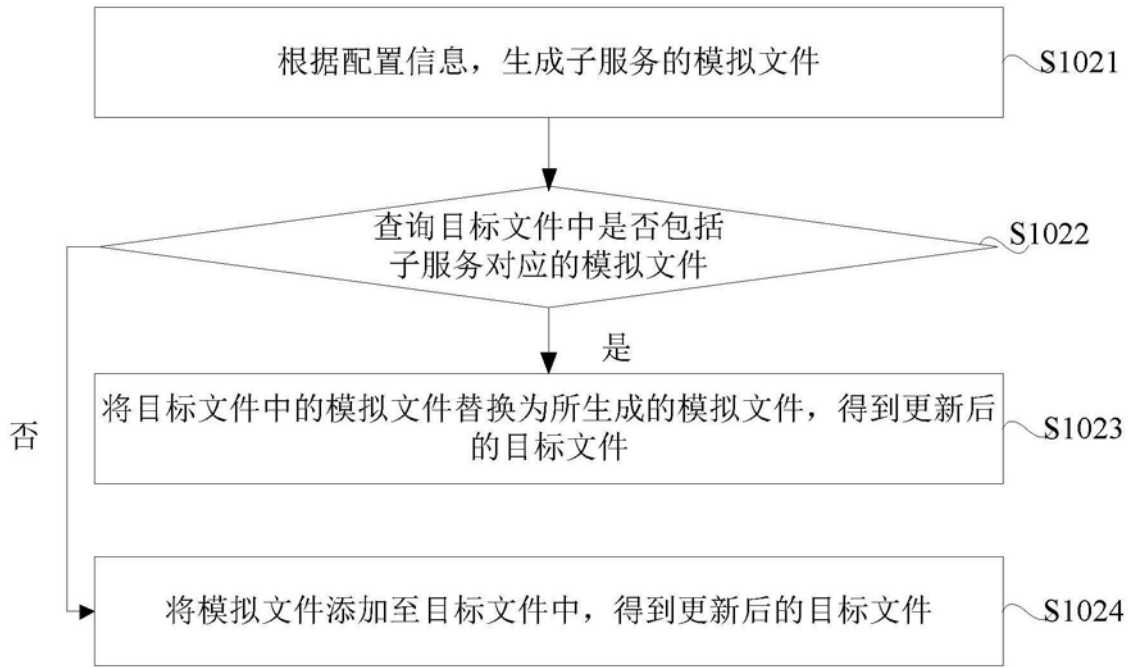 根据配置信息，生成子服务的模拟文件
S1021
查询目标文件中是否包括
子服务对应的模拟文件
S1022
是
将目标文件中的模拟文件替换为所生成的模拟文件，得到更新后
的目标文件
S1023
否
将模拟文件添加至目标文件中，得到更新后的目标文件
S1024